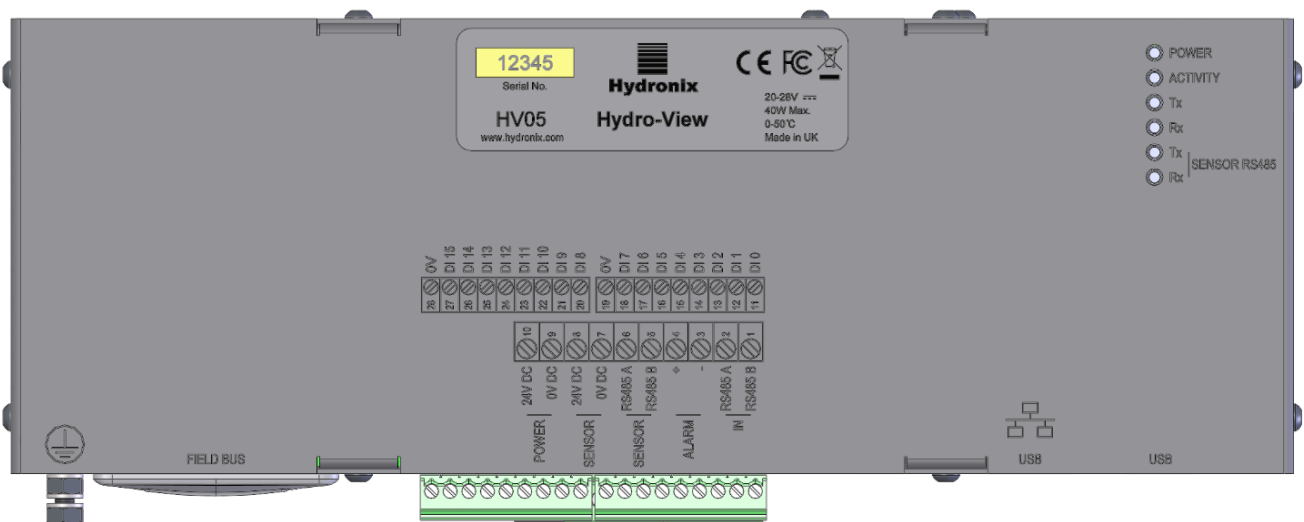 12345
Serial No.
HV05
www.hydronix.com
Hydronix
Hydro-View
CE FC
20-28V
40W Max.
0-50°C
Made in UK
POWER
ACTIVITY
Tx
Rx
Tx
Rx
SENSOR RS485
0V DI 15 DI 14 DI 13 DI 12 DI 11 DI 10 DI 9 DI 8 0V DI 7 DI 6 DI 5 DI 4 DI 3 DI 2 DI 1 DI 0
28 27 26 25 24 23 22 21 20 19 18 17 16 15 14 13 12 11
10 9 8 7 6 5 4 3 2 1
24V DC 0V DC 24V DC 0V DC RS485 A RS485 B + - RS485 A RS485 B
POWER SENSOR SENSOR ALARM IN
FIELD BUS
USB
USB